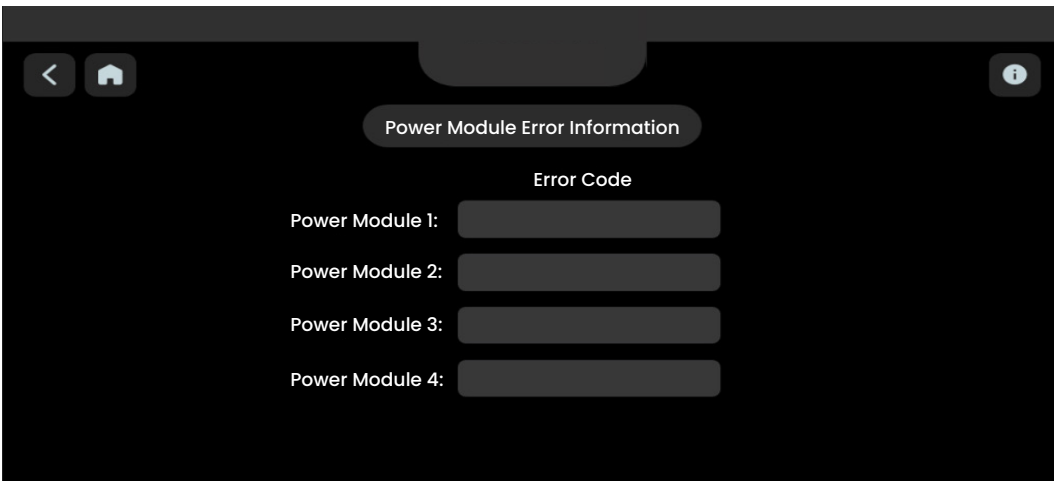 Power Module Error Information
Error Code
Power Module 1:
Power Module 2:
Power Module 3:
Power Module 4: